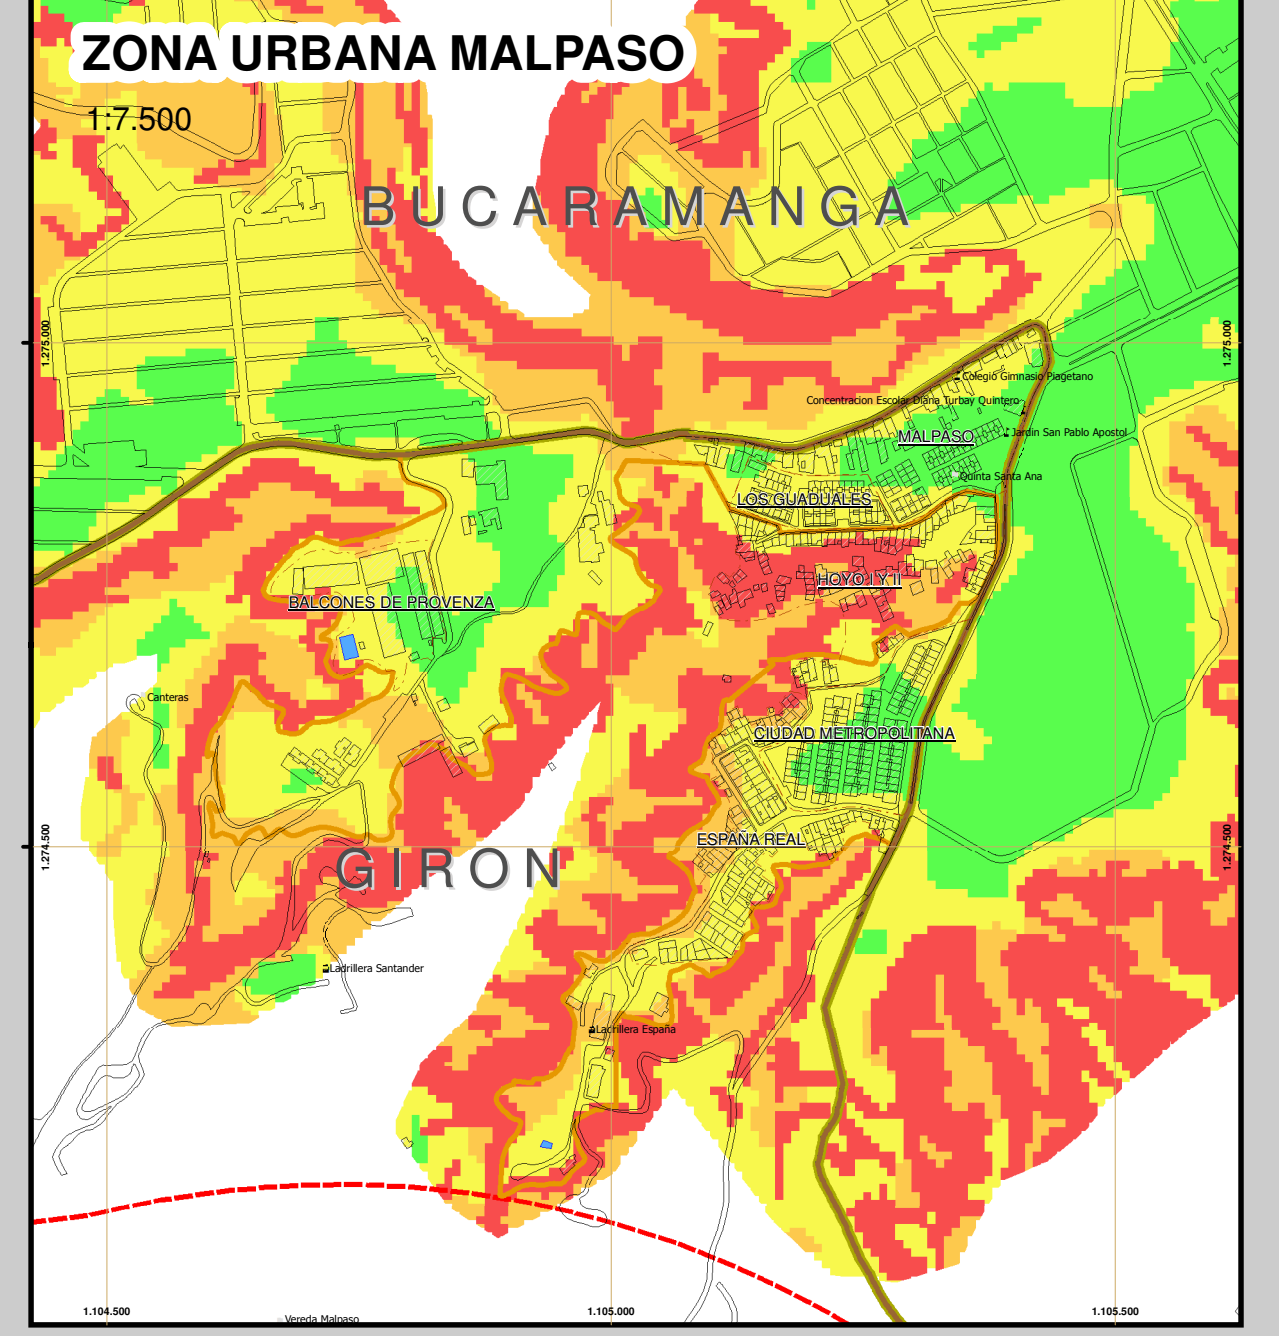 ZONA URBANA MALPASO
1:7.500
BUCARAMANGA
1.275.000
1.275.000
Colegio Gimnasio Piagetano
Concentracion Escolar Diana Turbay Quintero
Jardin San Pablo Apostol
MALPASO
Quinta Santa Ana
LOS GUADUALES
HOYO I Y II
BALCONES DE PROVENZA
Canteras
CIUDAD METROPOLITANA
ESPAÑA REAL
1.274.500
1.274.500
GIRON
Ladrillera Santander
Ladrillera España
1.104.500
1.105.000
1.105.500
Vereda Malpaso